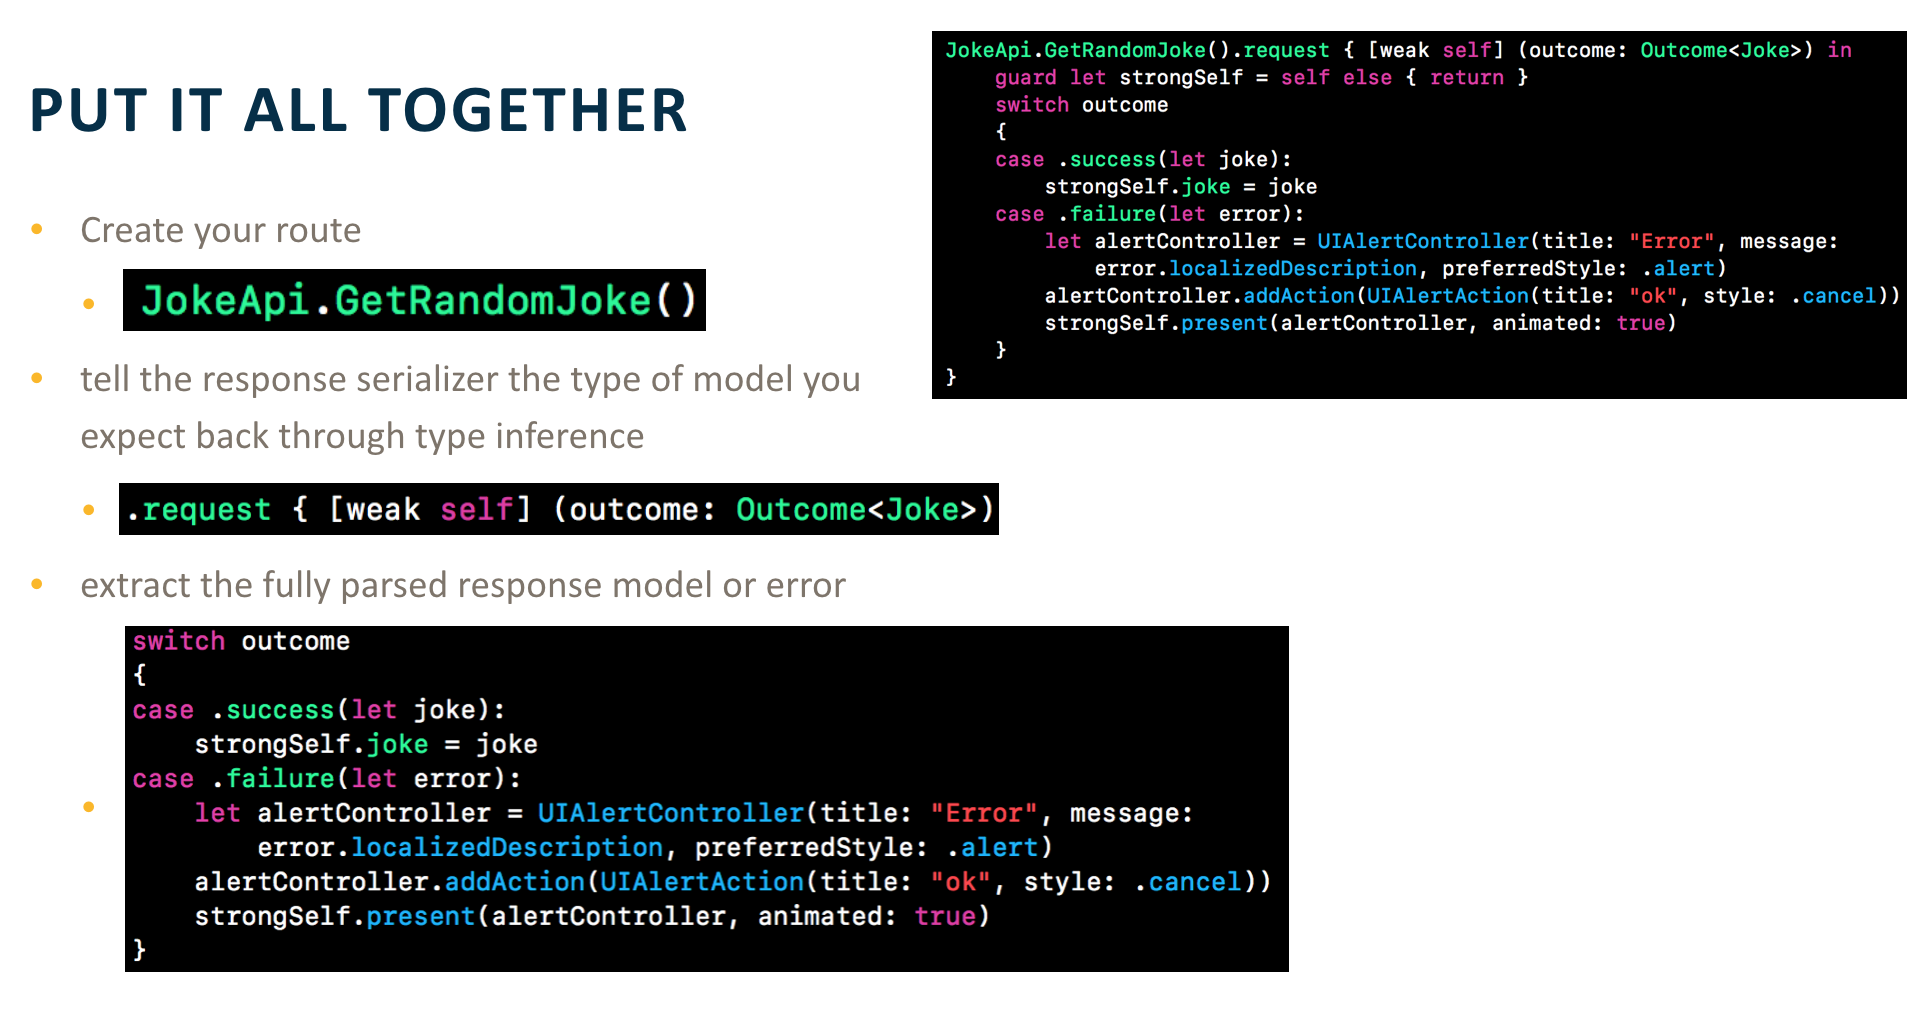 PUT IT ALL TOGETHER
• Create your route
• JokeApi.GetRandomJoke()
• tell the response serializer the type of model you
expect back through type inference
• .request { [weak self] (outcome: Outcome<Joke>)
• extract the fully parsed response model or error
• switch outcome
{
case .success(let joke):
    strongSelf.joke = joke
case .failure(let error):
    let alertController = UIAlertController(title: "Error", message:
        error.localizedDescription, preferredStyle: .alert)
    alertController.addAction(UIAlertAction(title: "ok", style: .cancel))
    strongSelf.present(alertController, animated: true)
}
JokeApi.GetRandomJoke().request { [weak self] (outcome: Outcome<Joke>) in
    guard let strongSelf = self else { return }
    switch outcome
    {
    case .success(let joke):
        strongSelf.joke = joke
    case .failure(let error):
        let alertController = UIAlertController(title: "Error", message:
            error.localizedDescription, preferredStyle: .alert)
        alertController.addAction(UIAlertAction(title: "ok", style: .cancel))
        strongSelf.present(alertController, animated: true)
    }
}